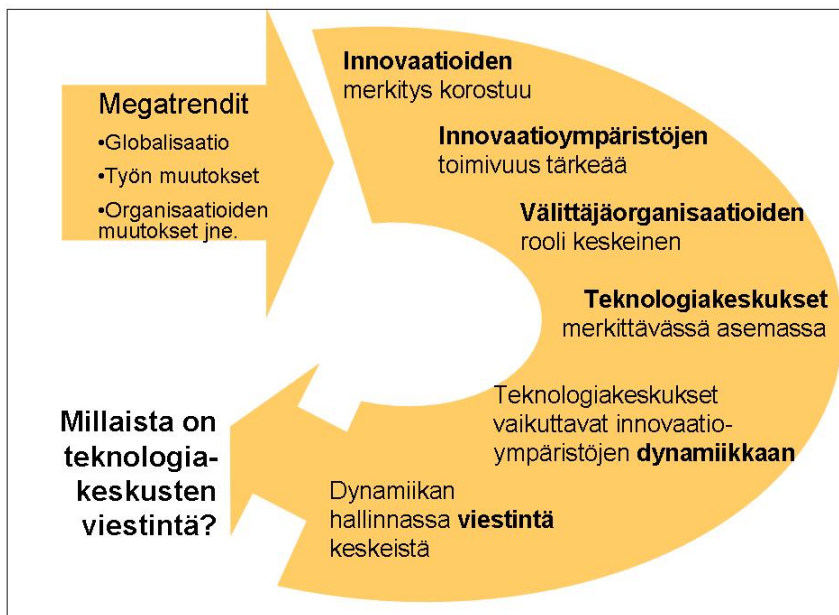 Megatrendit
•Globalisaatio
•Työn muutokset
•Organisaatioiden
muutokset jne.
Innovaatioiden
merkitys korostuu
Innovaatioympäristöjen
toimivuus tärkeää
Välittäjäorganisaatioiden
rooli keskeinen
Teknologiakeskukset
merkittävässä asemassa
Teknologiakeskukset
vaikuttavat innovaatio-
ympäristöjen dynamiikkaan
Dynamiikan
hallinnassa viestintä
keskeistä
Millaista on
teknologia-
keskusten
viestintä?